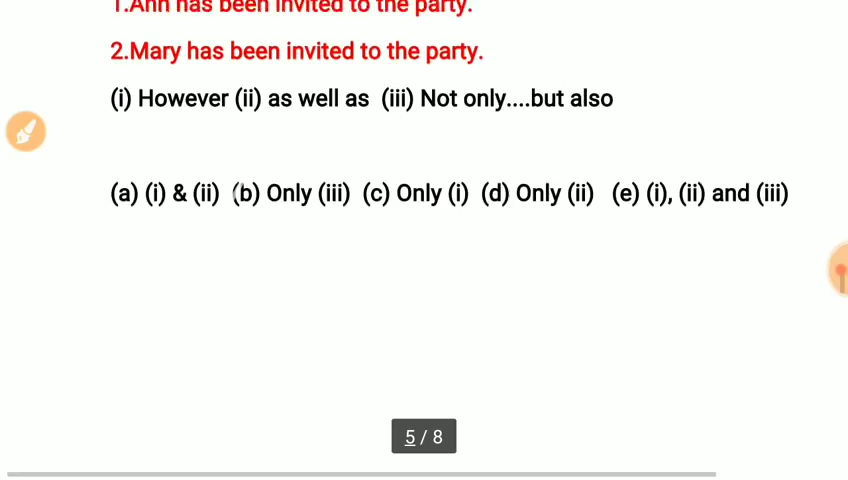 1.Ann has been invited to the party.
2.Mary has been invited to the party.
(i) However (ii) as well as (iii) Not only....but also
(a) (i) & (ii) (b) Only (iii) (c) Only (i) (d) Only (ii) (e) (i), (ii) and (iii)
5 / 8